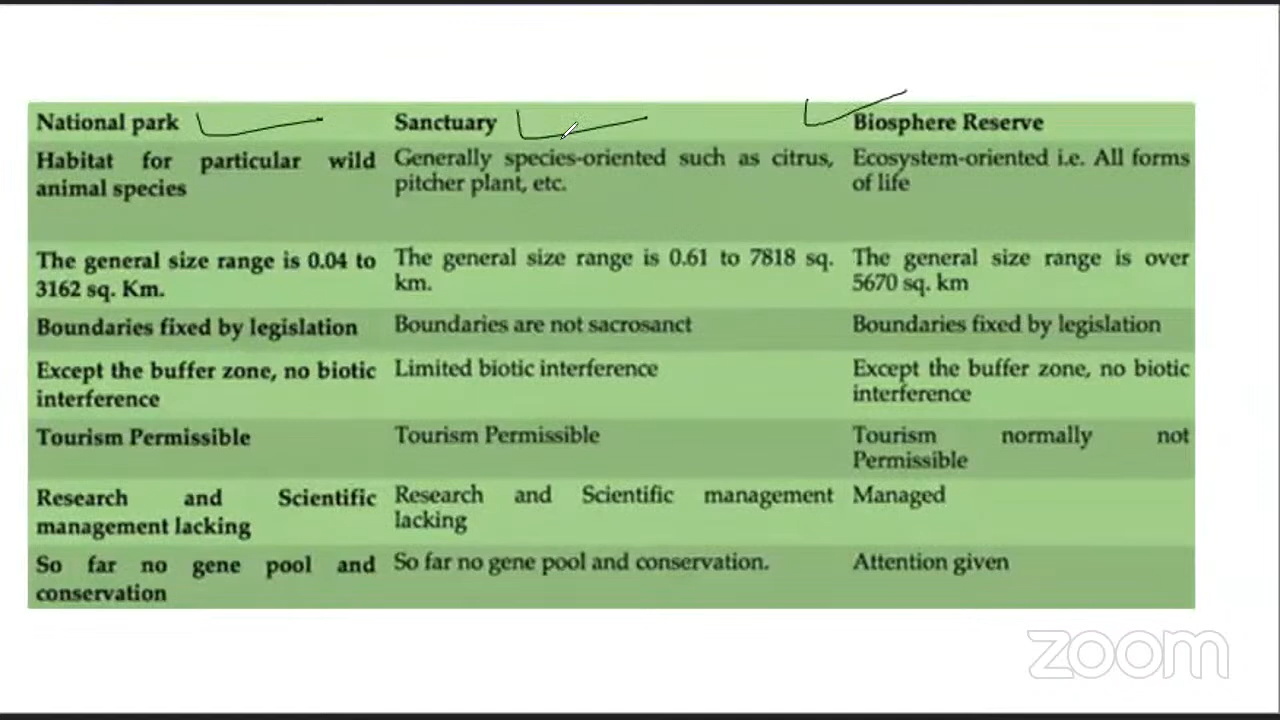 National park Sanctuary Biosphere Reserve
Habitat for particular wild Generally species-oriented such as citrus, Ecosystem-oriented i.e. All forms
animal species pitcher plant, etc. of life
The general size range is 0.04 to The general size range is 0.61 to 7818 sq. The general size range is over
3162 sq. Km. km. 5670 sq. km
Boundaries fixed by legislation Boundaries are not sacrosanct Boundaries fixed by legislation
Except the buffer zone, no biotic Limited biotic interference Except the buffer zone, no biotic
interference interference
Tourism Permissible Tourism Permissible Tourism normally not
Permissible
Research and Scientific Research and Scientific management Managed
management lacking lacking
So far no gene pool and So far no gene pool and conservation. Attention given
conservation
zoom